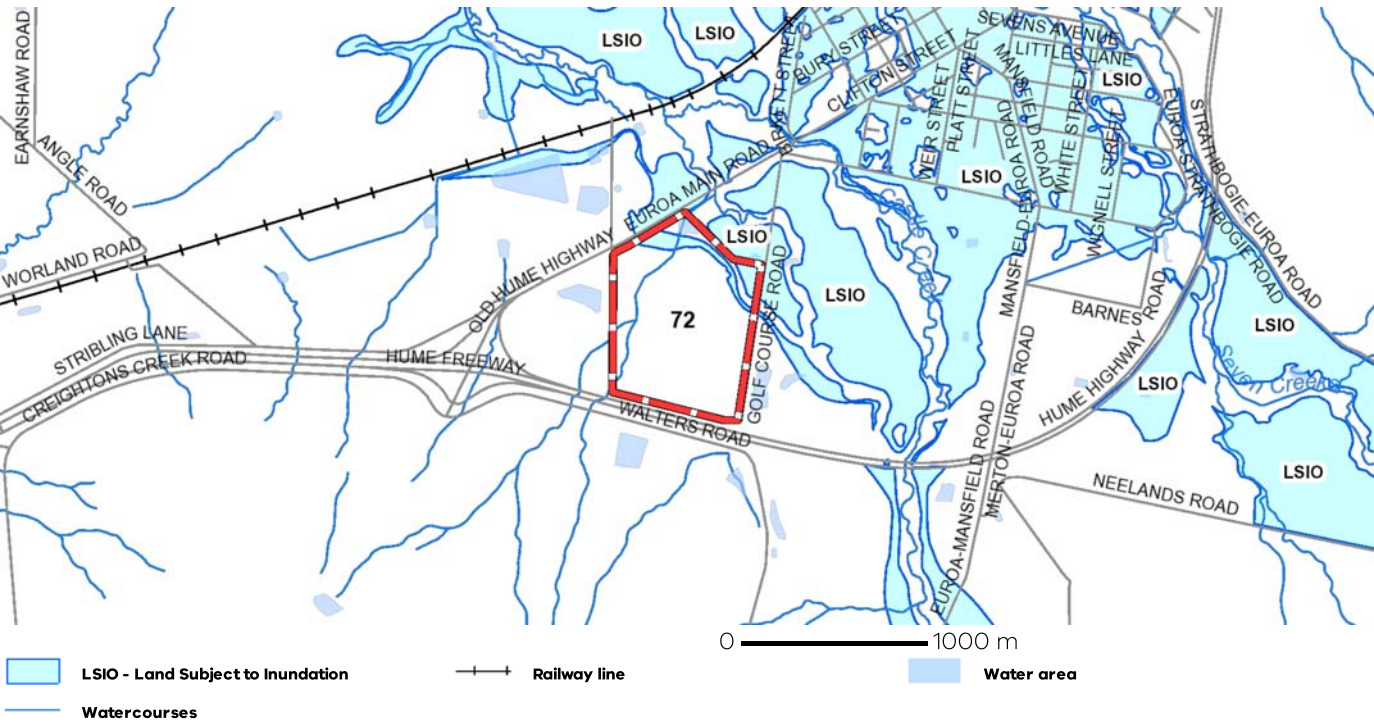 EARNSHAW ROAD
ANGLE ROAD
WORLAND ROAD
STRIBLING LANE
CREIGHTONS CREEK ROAD
HUME FREEWAY
OLD HUME HIGHWAY
EUROA MAIN ROAD
LSIO
LSIO
BIRKETT STREET
BURY STREET
CLIFTON STREET
SEVENS AVENUE
LITTLES LANE
LSIO
WEIR STREET
PLATT STREET
MANSFIELD ROAD
MANSFIELD-EUROA ROAD
WHITE STREET
WIGNELL STREET
LSIO
EUROA-STRATHBOGIE ROAD
STRATHBOGIE-EUROA ROAD
LSIO
72
GOLF COURSE ROAD
WALTERS ROAD
LSIO
Castle Creek
MANSFIELD-EUROA ROAD
BARNES ROAD
HUME HIGHWAY
LSIO
LSIO
Seven Creeks
LSIO
EUROA-MANSFIELD ROAD
MERTON-EUROA ROAD
NEELANDS ROAD
0 1000 m
LSIO - Land Subject to Inundation
Railway line
Water area
Watercourses